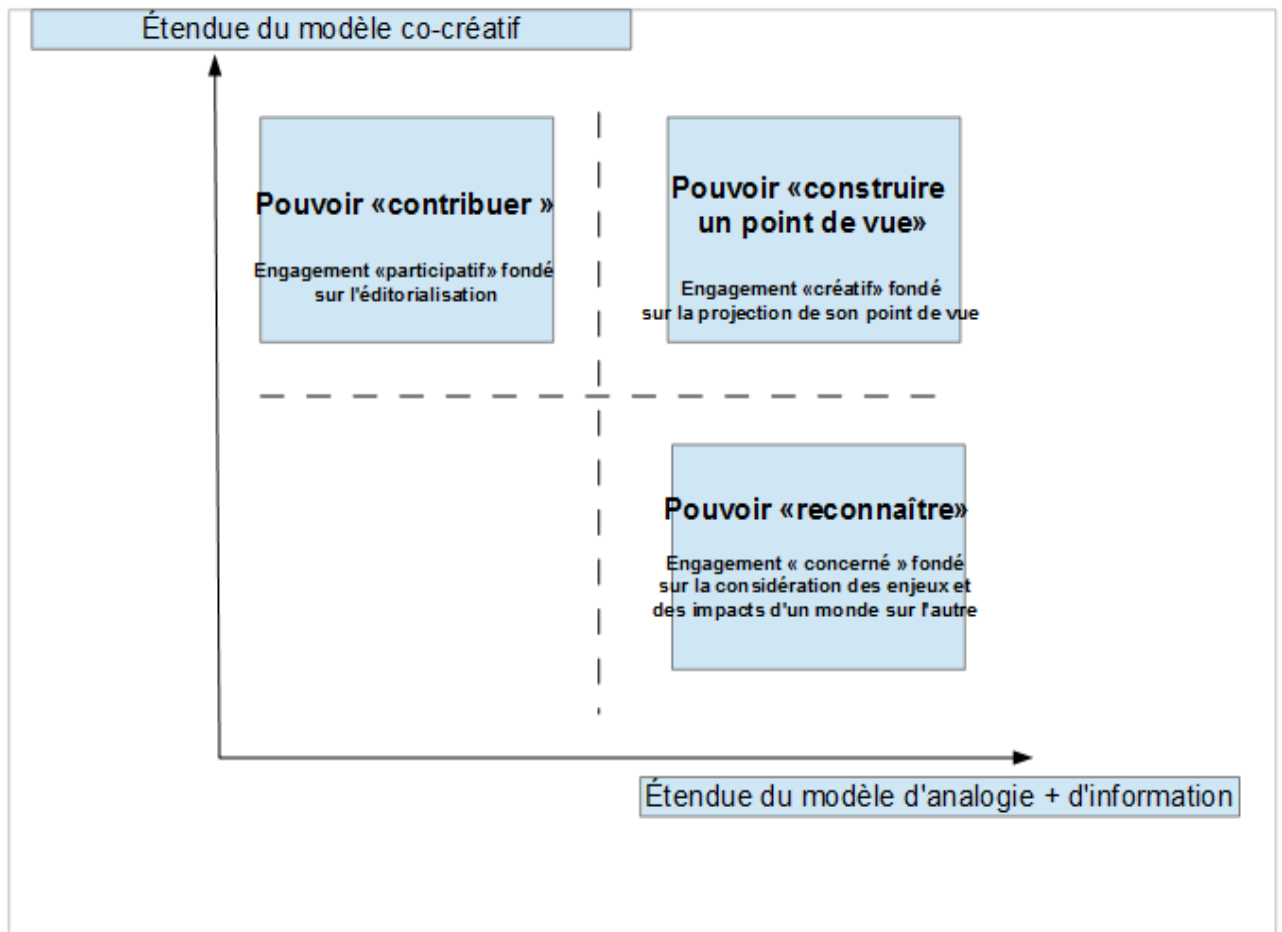 Étendue du modèle co-créatif
Pouvoir «contribuer »
Engagement «participatif» fondé
sur l'éditorialisation
Pouvoir «construire
un point de vue»
Engagement «créatif» fondé
sur la projection de son point de vue
Pouvoir «reconnaître»
Engagement « concerné » fondé
sur la considération des enjeux et
des impacts d'un monde sur l'autre
Étendue du modèle d'analogie + d'information